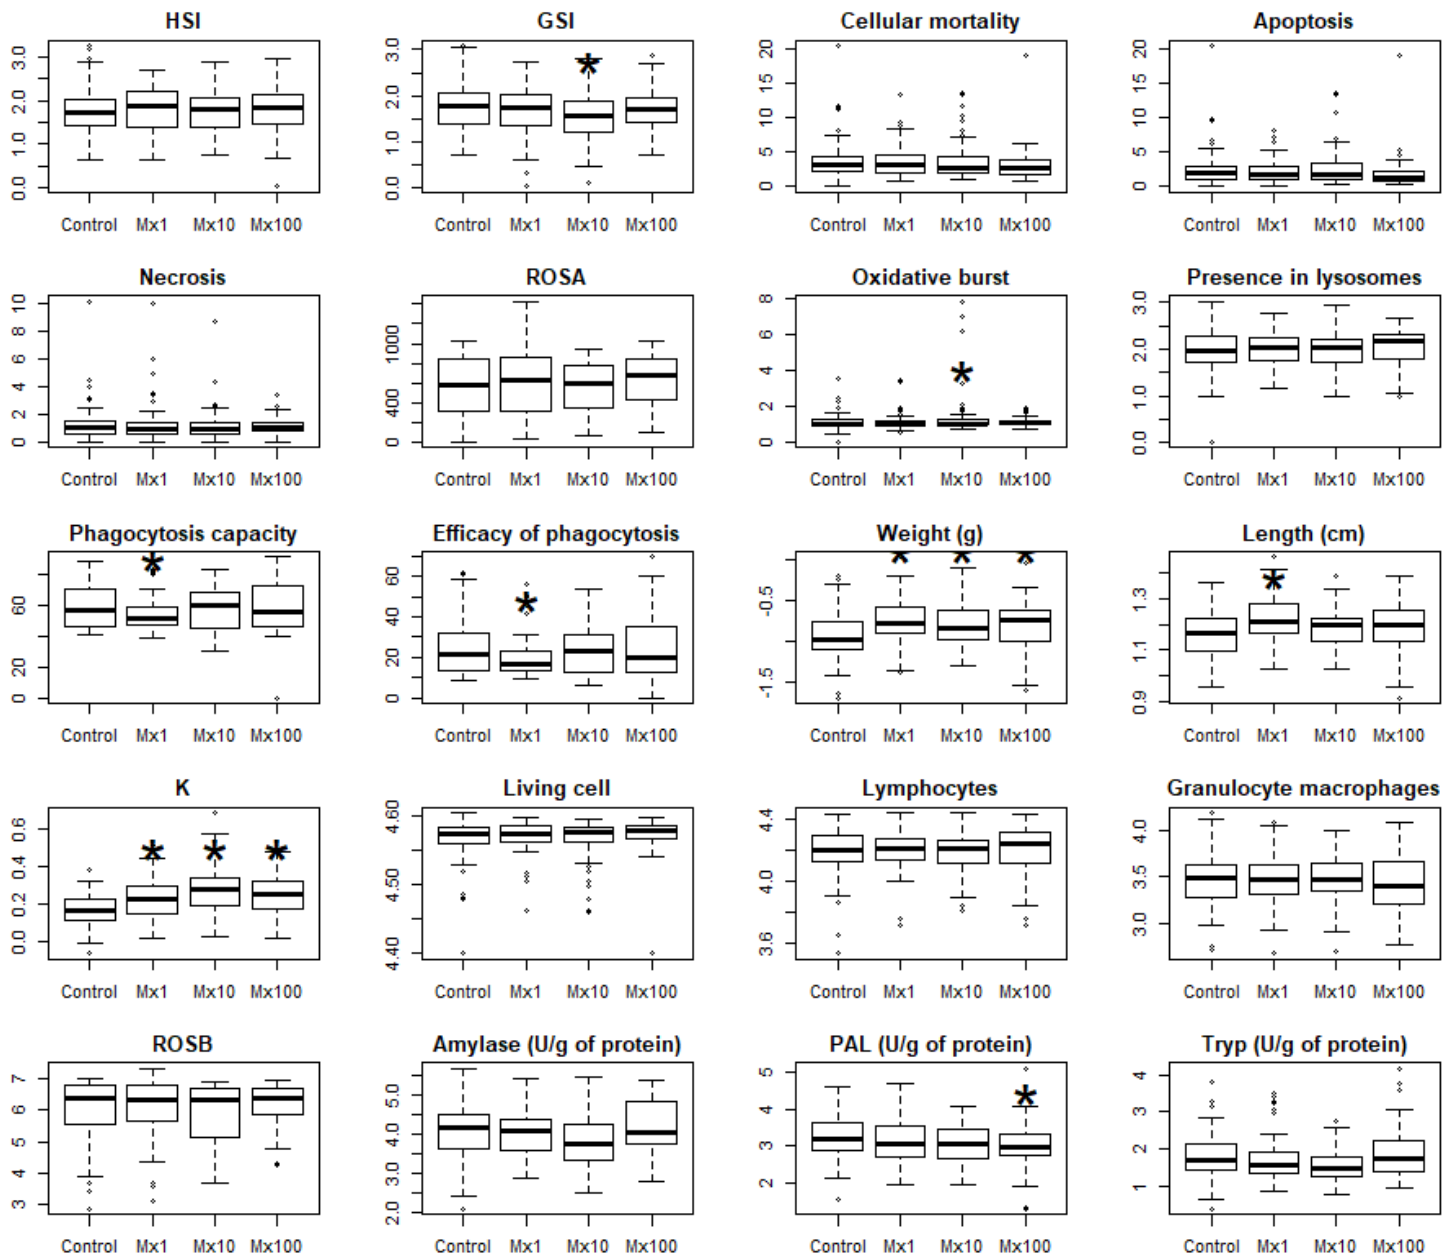 HSI GSI Cellular mortality Apoptosis
0.0 1.0 2.0 3.0 0.0 1.0 2.0 3.0 0 5 10 15 20 0 5 10 15 20
Control Mx1 Mx10 Mx100 Control Mx1 Mx10 Mx100 Control Mx1 Mx10 Mx100 Control Mx1 Mx10 Mx100
Necrosis ROSA Oxidative burst Presence in lysosomes
0 2 4 6 8 10 0 400 1000 0 2 4 6 8 0.0 1.0 2.0 3.0
Control Mx1 Mx10 Mx100 Control Mx1 Mx10 Mx100 Control Mx1 Mx10 Mx100 Control Mx1 Mx10 Mx100
Phagocytosis capacity Efficacy of phagocytosis Weight (g) Length (cm)
0 20 60 0 20 40 60 -1.5 -0.5 0.9 1.1 1.3
Control Mx1 Mx10 Mx100 Control Mx1 Mx10 Mx100 Control Mx1 Mx10 Mx100 Control Mx1 Mx10 Mx100
K Living cell Lymphocytes Granulocyte macrophages
0.0 0.2 0.4 0.6 4.40 4.50 4.60 3.6 4.0 4.4 3.0 3.5 4.0
Control Mx1 Mx10 Mx100 Control Mx1 Mx10 Mx100 Control Mx1 Mx10 Mx100 Control Mx1 Mx10 Mx100
ROSB Amylase (U/g of protein) PAL (U/g of protein) Tryp (U/g of protein)
3 4 5 6 7 2.0 3.0 4.0 5.0 2 3 4 5 1 2 3 4
Control Mx1 Mx10 Mx100 Control Mx1 Mx10 Mx100 Control Mx1 Mx10 Mx100 Control Mx1 Mx10 Mx100